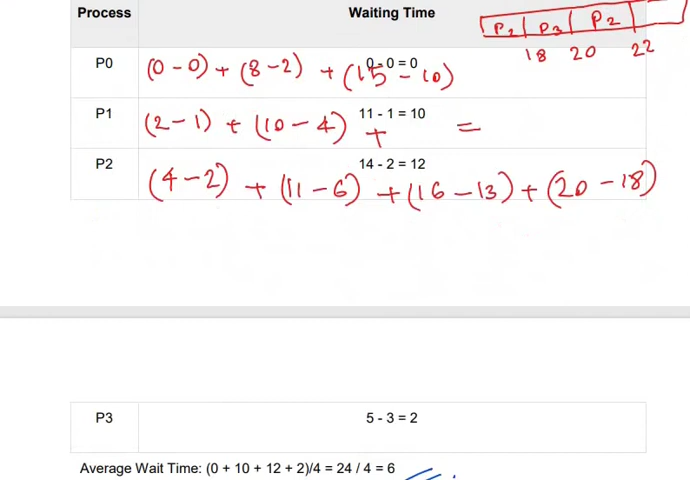 Process Waiting Time
P2 P3 P2
18 20 22
P0 0 - 0 = 0
(0 - 0) + (8 - 2) + (15 - 10)
P1 11 - 1 = 10
(2 - 1) + (10 - 4) + =
P2 14 - 2 = 12
(4 - 2) + (11 - 6) + (16 - 13) + (20 - 18)
P3 5 - 3 = 2
Average Wait Time: (0 + 10 + 12 + 2)/4 = 24 / 4 = 6